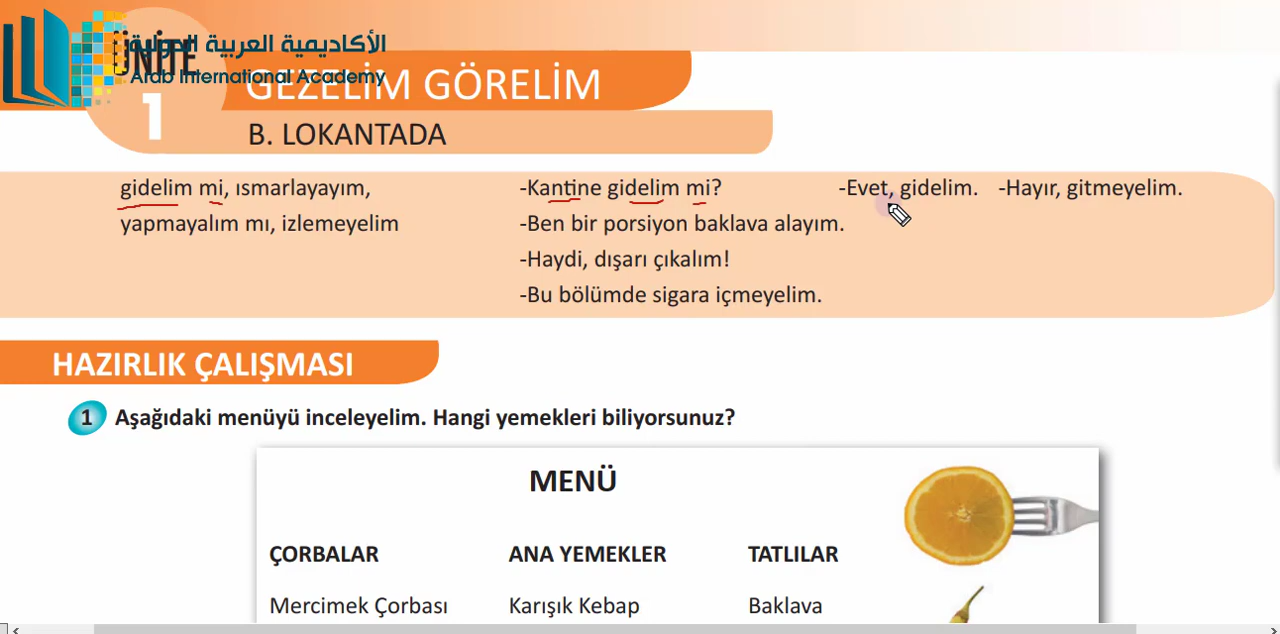 الأكاديمية العربية الدولية
Arab International Academy
ÜNİTE
1
GEZELİM GÖRELİM
B. LOKANTADA
gidelim mi, ısmarlayayım,
yapmayalım mı, izlemeyelim
-Kantine gidelim mi? -Evet, gidelim. -Hayır, gitmeyelim.
-Ben bir porsiyon baklava alayım.
-Haydi, dışarı çıkalım!
-Bu bölümde sigara içmeyelim.
HAZIRLIK ÇALIŞMASI
1 Aşağıdaki menüyü inceleyelim. Hangi yemekleri biliyorsunuz?
MENÜ
ÇORBALAR ANA YEMEKLER TATLILAR
Mercimek Çorbası Karışık Kebap Baklava